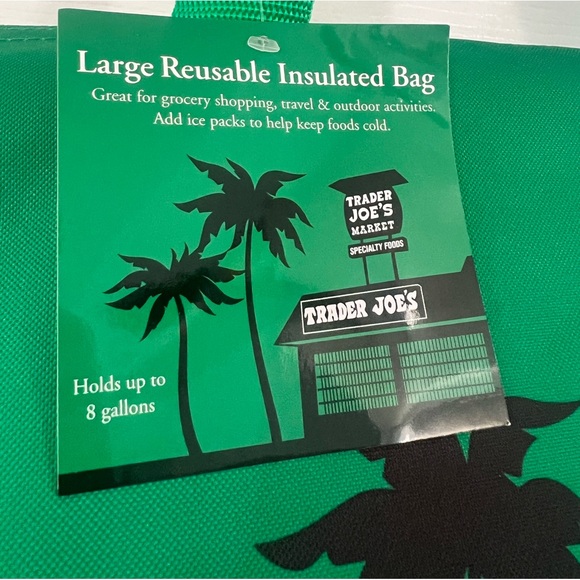 Large Reusable Insulated Bag
Great for grocery shopping, travel & outdoor activities.
Add ice packs to help keep foods cold.
TRADER
JOE'S
MARKET
SPECIALTY FOODS
TRADER JOE'S
Holds up to
8 gallons